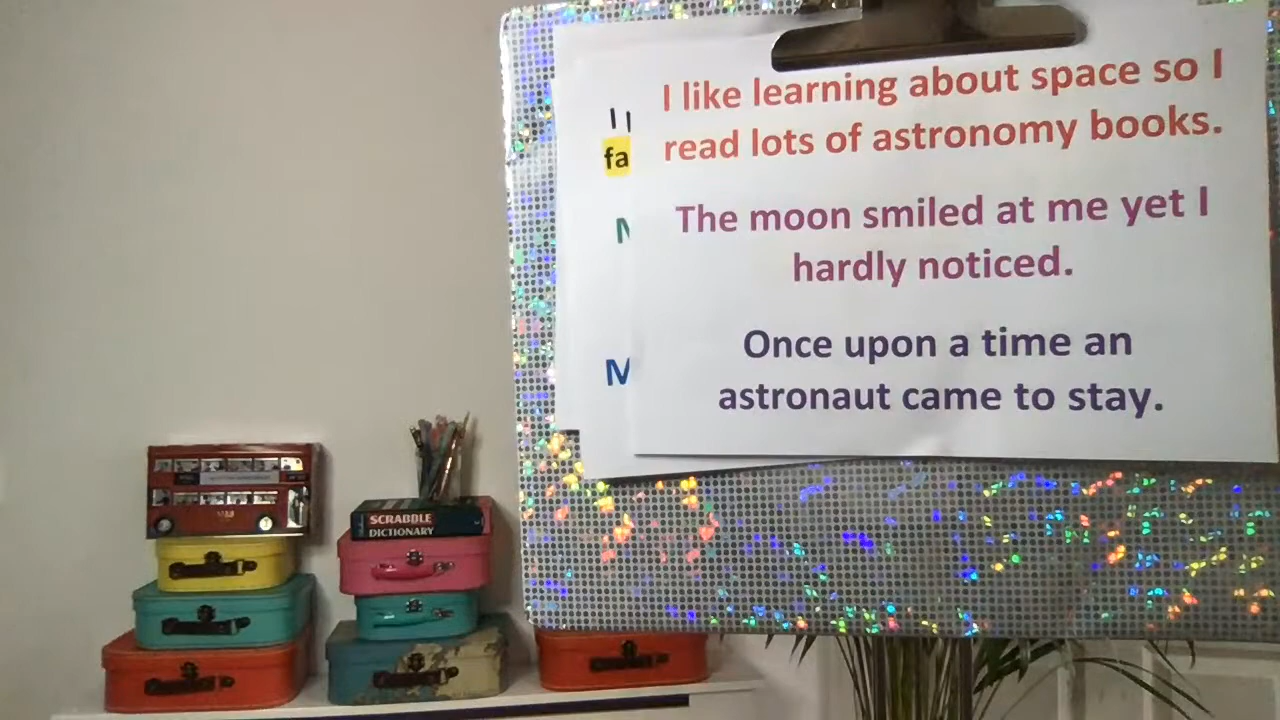 I like learning about space so I
read lots of astronomy books.
The moon smiled at me yet I
hardly noticed.
Once upon a time an
astronaut came to stay.
fa
M
SCRABBLE
DICTIONARY